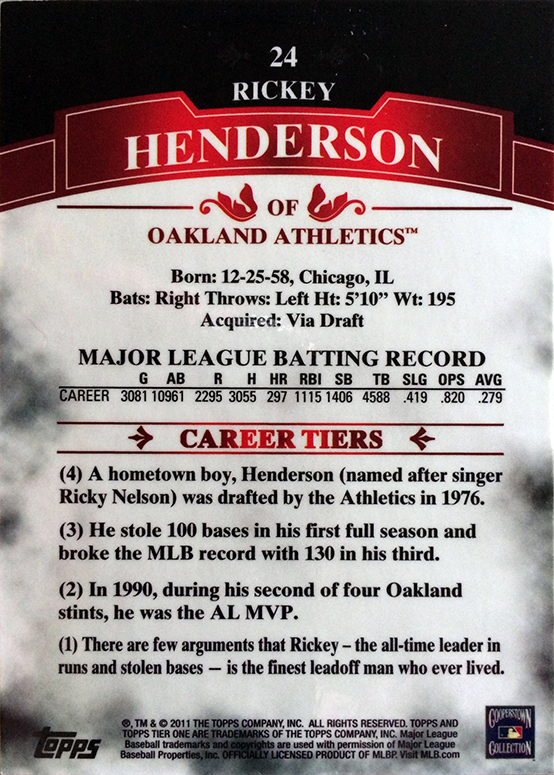 24
RICKEY
HENDERSON
OF
OAKLAND ATHLETICS™
Born: 12-25-58, Chicago, IL
Bats: Right Throws: Left Ht: 5'10” Wt: 195
Acquired: Via Draft
MAJOR LEAGUE BATTING RECORD
G AB R H HR RBI SB TB SLG OPS AVG
CAREER 3081 10961 2295 3055 297 1115 1406 4588 .419 .820 .279
CAREER TIERS
(4) A hometown boy, Henderson (named after singer
Ricky Nelson) was drafted by the Athletics in 1976.
(3) He stole 100 bases in his first full season and
broke the MLB record with 130 in his third.
(2) In 1990, during his second of four Oakland
stints, he was the AL MVP.
(1) There are few arguments that Rickey – the all-time leader in
runs and stolen bases — is the finest leadoff man who ever lived.
®, TM & © 2011 THE TOPPS COMPANY, INC. ALL RIGHTS RESERVED. TOPPS AND
TOPPS TIER ONE ARE TRADEMARKS OF THE TOPPS COMPANY, INC. Major League
Baseball trademarks and copyrights are used with permission of Major League
Baseball Properties, Inc. OFFICIALLY LICENSED PRODUCT OF MLBP. Visit MLB.com
topps
COOPERSTOWN
COLLECTION